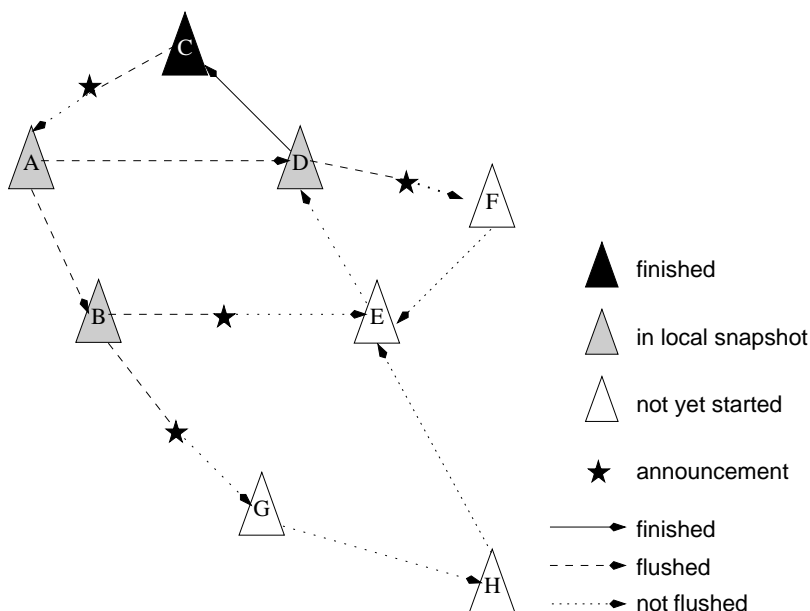 C
A
D
F
B
E
G
H
finished
in local snapshot
not yet started
announcement
finished
flushed
not flushed